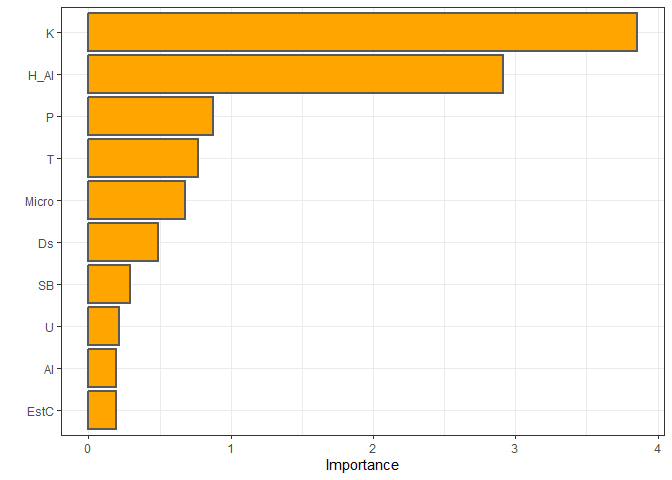 K
H_Al
P
T
Micro
Ds
SB
U
Al
EstC
0 1 2 3 4
Importance